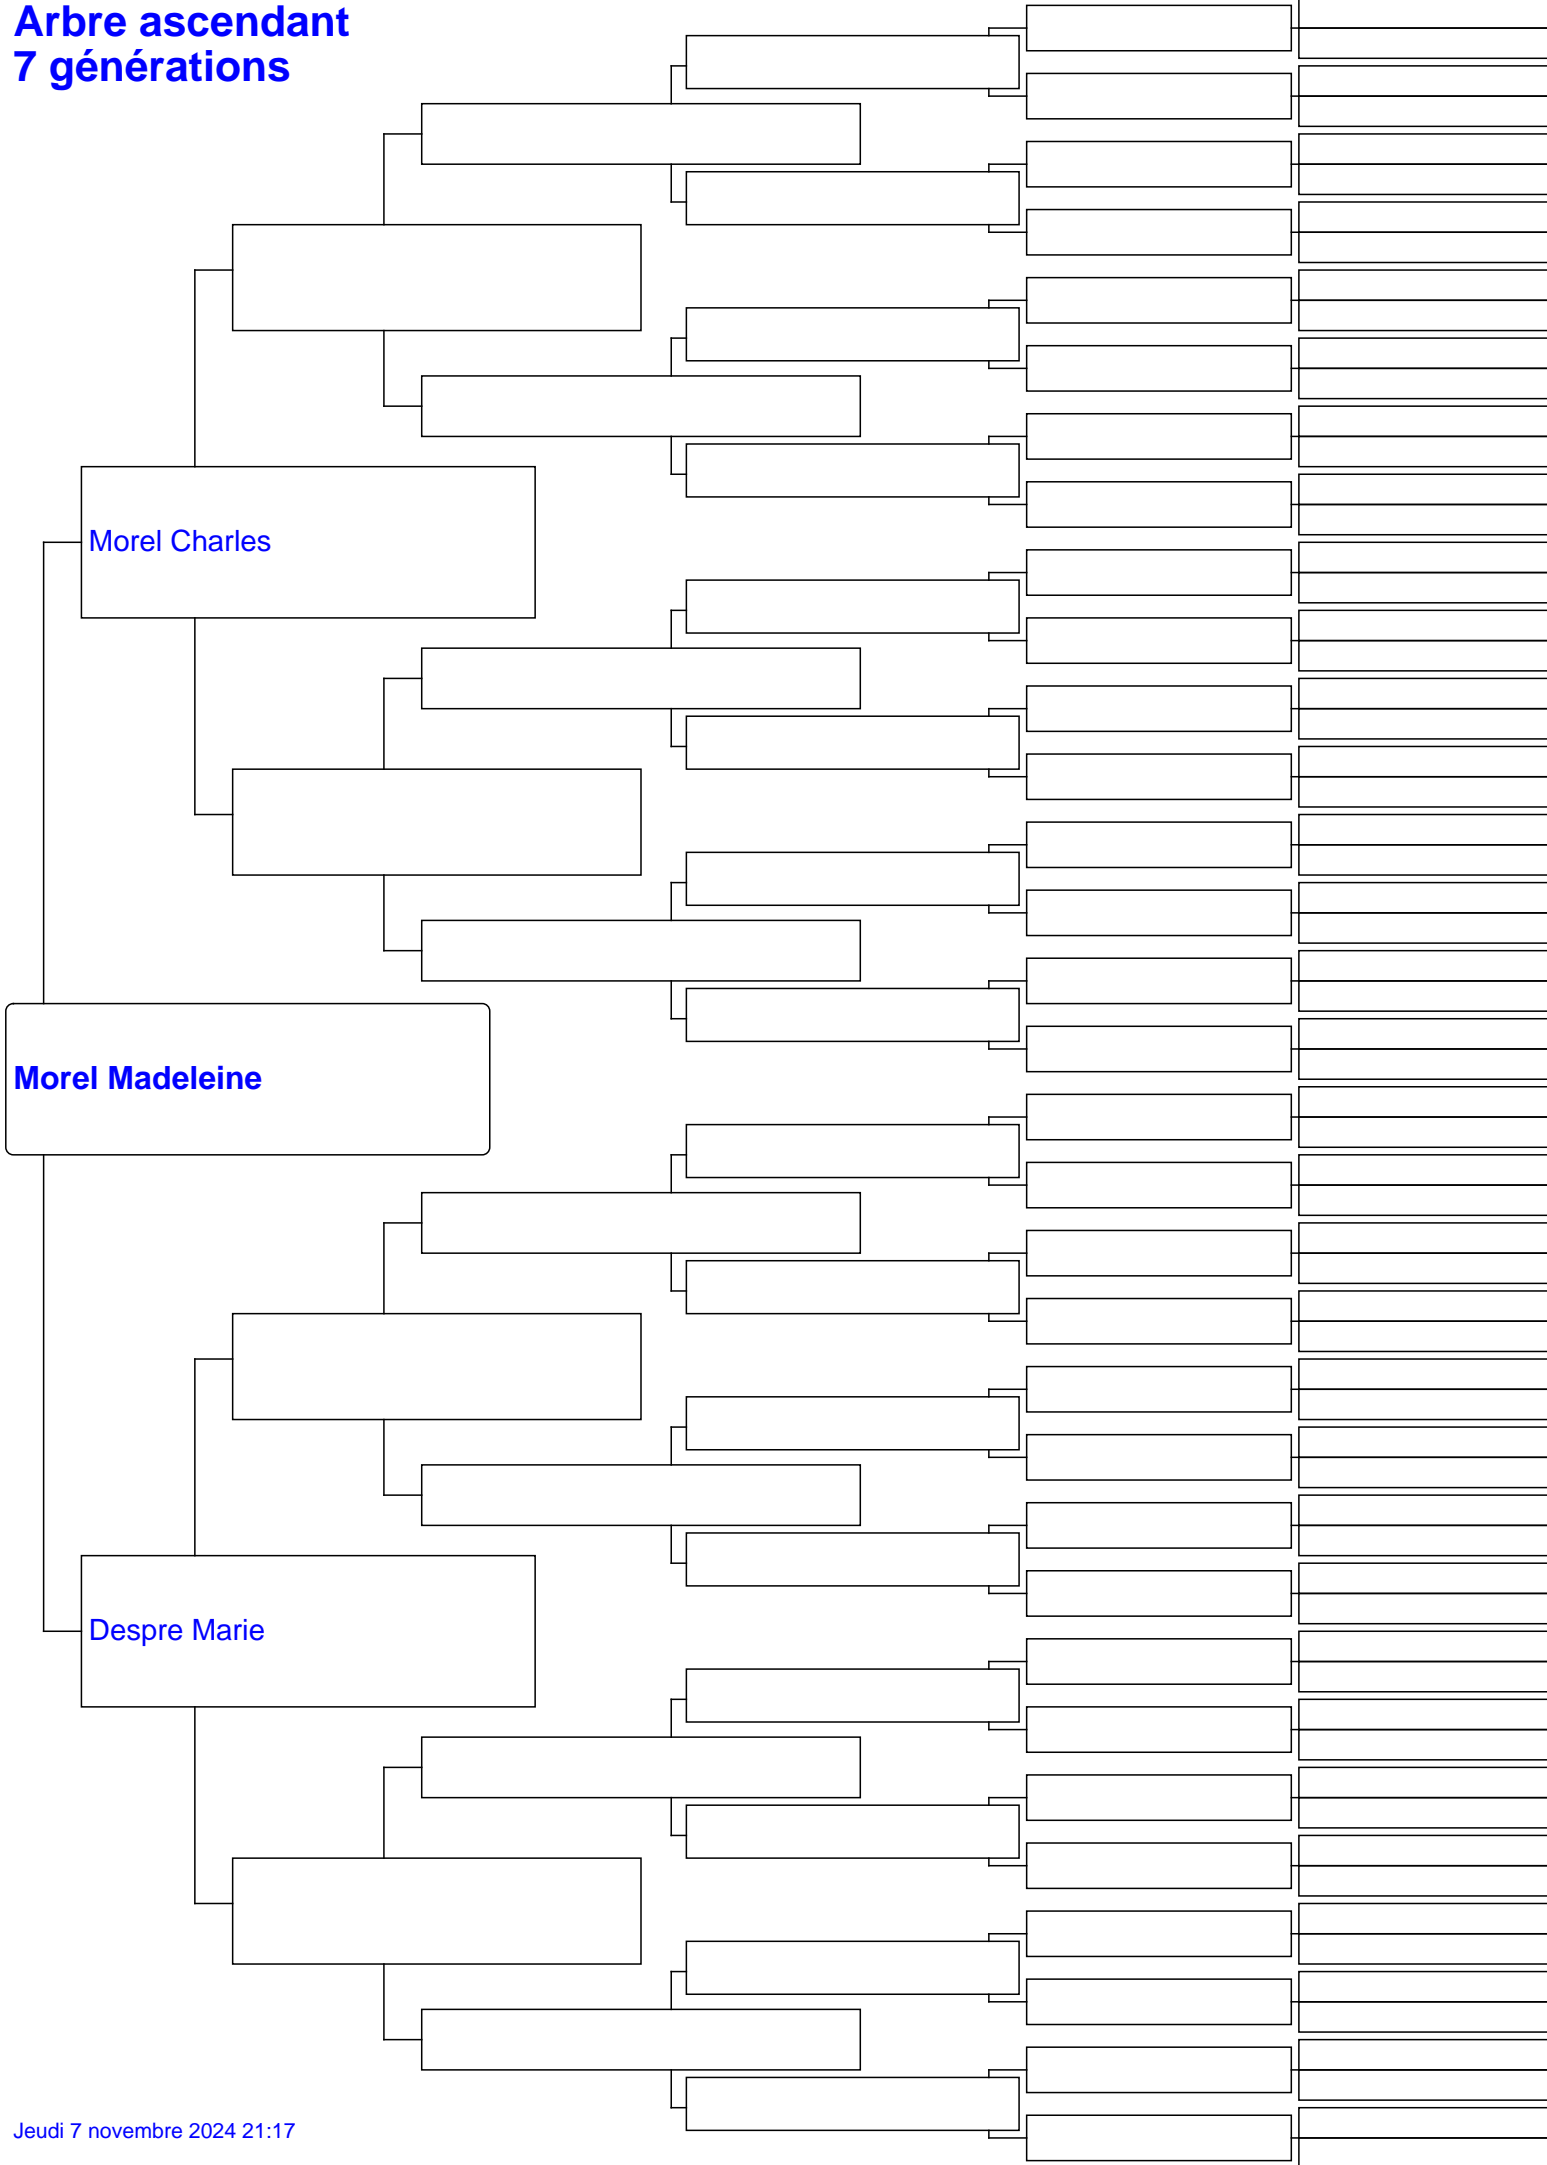 Arbre ascendant
7 générations
Morel Charles
Morel Madeleine
Despre Marie
Jeudi 7 novembre 2024 21:17